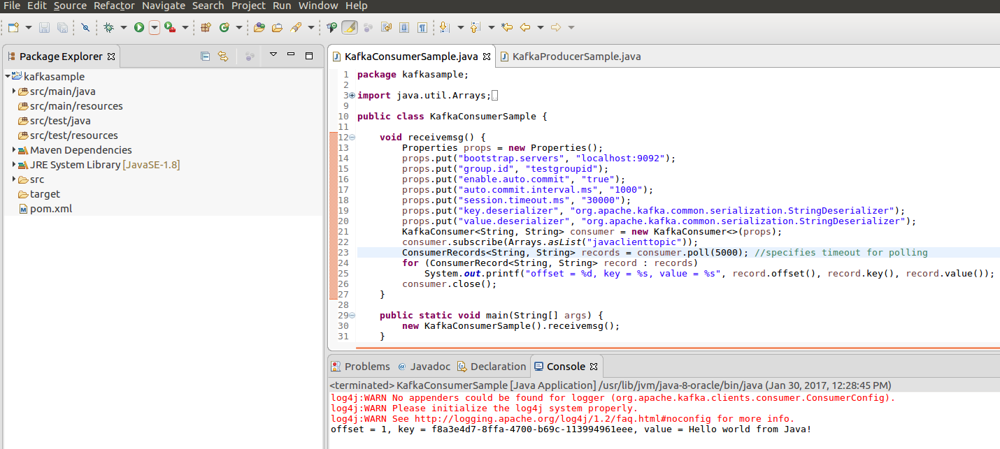 File Edit Source Refactor Navigate Search Project Run Window Help
Package Explorer
kafkasample
src/main/java
src/main/resources
src/test/java
src/test/resources
Maven Dependencies
JRE System Library [JavaSE-1.8]
src
target
pom.xml
KafkaConsumerSample.java KafkaProducerSample.java
1 package kafkasample;
2
3 import java.util.Arrays;
9
10 public class KafkaConsumerSample {
11
12 void receivemsg() {
13 Properties props = new Properties();
14 props.put("bootstrap.servers", "localhost:9092");
15 props.put("group.id", "testgroupid");
16 props.put("enable.auto.commit", "true");
17 props.put("auto.commit.interval.ms", "1000");
18 props.put("session.timeout.ms", "30000");
19 props.put("key.deserializer", "org.apache.kafka.common.serialization.StringDeserializer");
20 props.put("value.deserializer", "org.apache.kafka.common.serialization.StringDeserializer");
21 KafkaConsumer<String, String> consumer = new KafkaConsumer<>(props);
22 consumer.subscribe(Arrays.asList("javaclienttopic"));
23 ConsumerRecords<String, String> records = consumer.poll(5000); //specifies timeout for polling
24 for (ConsumerRecord<String, String> record : records)
25 System.out.printf("offset = %d, key = %s, value = %s", record.offset(), record.key(), record.value());
26 consumer.close();
27 }
28
29 public static void main(String[] args) {
30 new KafkaConsumerSample().receivemsg();
31 }
Problems Javadoc Declaration Console
<terminated> KafkaConsumerSample [Java Application] /usr/lib/jvm/java-8-oracle/bin/java (Jan 30, 2017, 12:28:45 PM)
log4j:WARN No appenders could be found for logger (org.apache.kafka.clients.consumer.ConsumerConfig).
log4j:WARN Please initialize the log4j system properly.
log4j:WARN See http://logging.apache.org/log4j/1.2/faq.html#noconfig for more info.
offset = 1, key = f8a3e4d7-8ffa-4700-b69c-113994961eee, value = Hello world from Java!